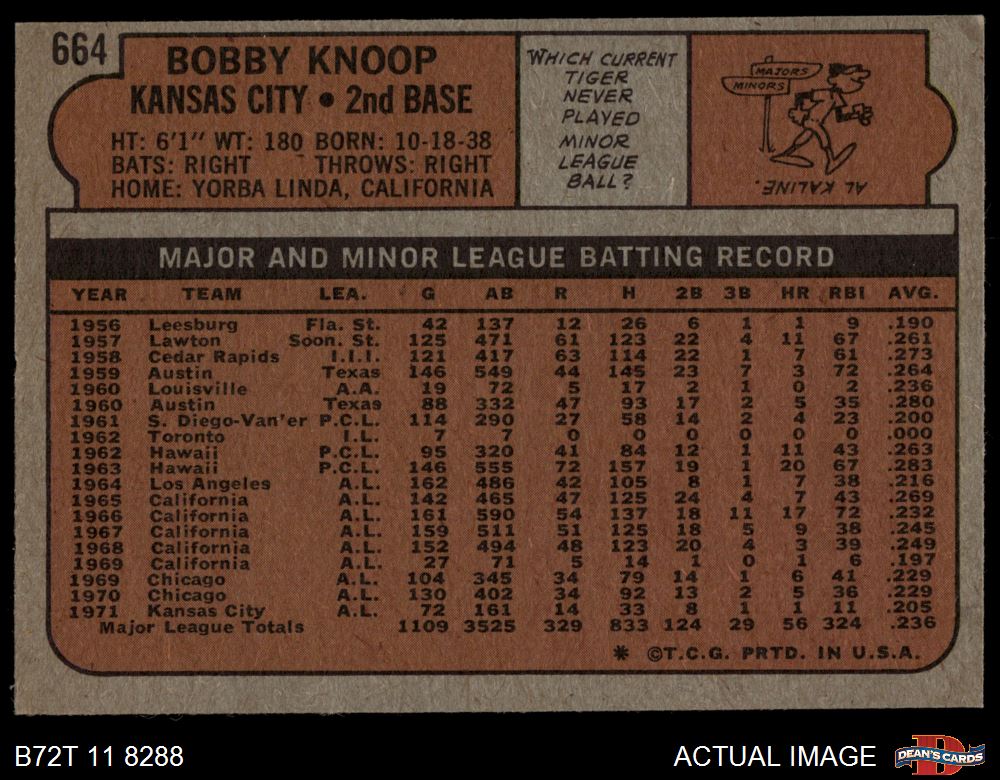 664
BOBBY KNOOP
KANSAS CITY • 2nd BASE
HT: 6'1" WT: 180 BORN: 10-18-38
BATS: RIGHT THROWS: RIGHT
HOME: YORBA LINDA, CALIFORNIA
WHICH CURRENT
TIGER
NEVER
PLAYED
MINOR
LEAGUE
BALL?
MAJORS
MINORS
AL KALINE.
MAJOR AND MINOR LEAGUE BATTING RECORD
YEAR TEAM LEA. G AB R H 2B 3B HR RBI AVG.
1956 Leesburg Fla. St. 42 137 12 26 6 1 1 9 .190
1957 Lawton Soon. St. 125 471 61 123 22 4 11 67 .261
1958 Cedar Rapids I.I.I. 121 417 63 114 22 1 7 61 .273
1959 Austin Texas 146 549 44 145 23 7 3 72 .264
1960 Louisville A.A. 19 72 5 17 2 1 0 2 .236
1960 Austin Texas 88 332 47 93 17 2 5 35 .280
1961 S. Diego-Van'er P.C.L. 114 290 27 58 14 2 4 23 .200
1962 Toronto I.L. 7 7 0 0 0 0 0 0 .000
1962 Hawaii P.C.L. 95 320 41 84 12 1 11 43 .263
1963 Hawaii P.C.L. 146 555 72 157 19 1 20 67 .283
1964 Los Angeles A.L. 162 486 42 105 8 1 7 38 .216
1965 California A.L. 142 465 47 125 24 4 7 43 .269
1966 California A.L. 161 590 54 137 18 11 17 72 .232
1967 California A.L. 159 511 51 125 18 5 9 38 .245
1968 California A.L. 152 494 48 123 20 4 3 39 .249
1969 California A.L. 27 71 5 14 1 0 1 6 .197
1969 Chicago A.L. 104 345 34 79 14 1 6 41 .229
1970 Chicago A.L. 130 402 34 92 13 2 5 36 .229
1971 Kansas City A.L. 72 161 14 33 8 1 1 11 .205
Major League Totals 1109 3525 329 833 124 29 56 324 .236
* ©T.C.G. PRTD. IN U.S.A.
B72T 11 8288
ACTUAL IMAGE
DEAN'S CARDS